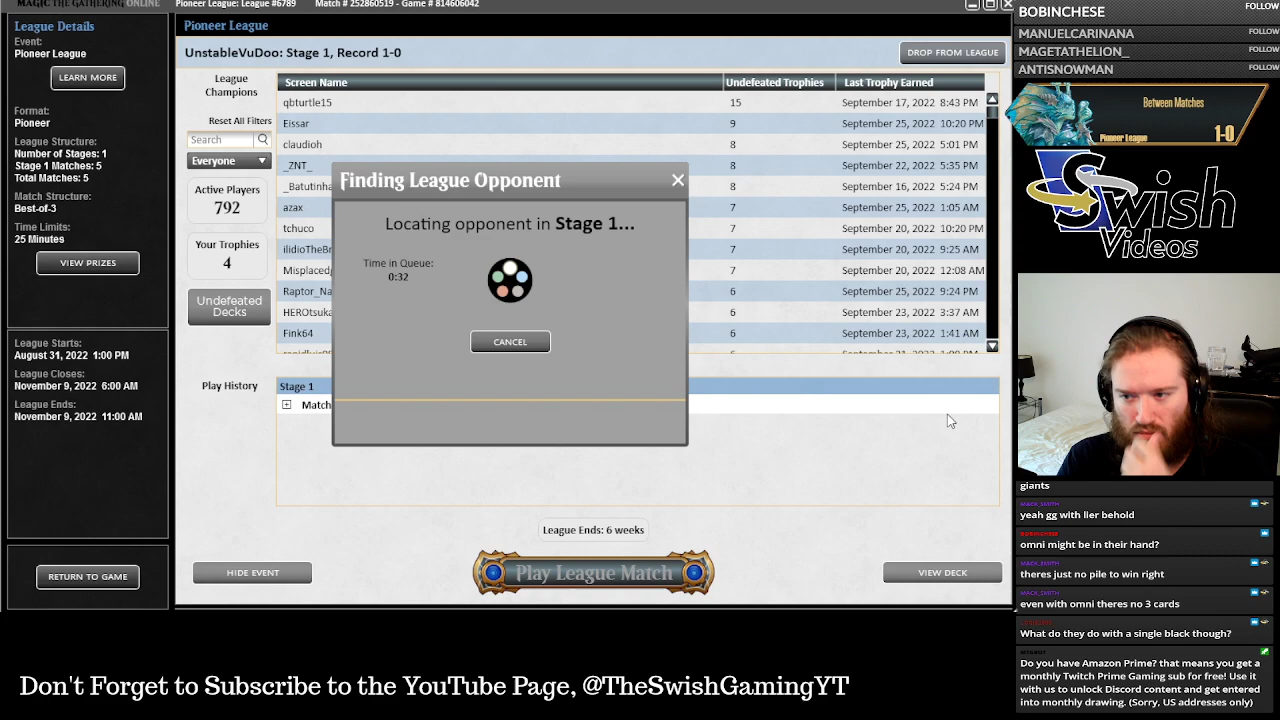 MAGIC THE GATHERING ONLINE
Pioneer League: League #6789
Match # 252860519 - Game # 814606042
League Details
Event:
Pioneer League
LEARN MORE
Format:
Pioneer
League Structure:
Number of Stages: 1
Stage 1 Matches: 5
Total Matches: 5
Match Structure:
Best-of-3
Time Limits:
25 Minutes
VIEW PRIZES
League Starts:
August 31, 2022 1:00 PM
League Closes:
November 9, 2022 6:00 AM
League Ends:
November 9, 2022 11:00 AM
RETURN TO GAME
Pioneer League
UnstableVuDoo: Stage 1, Record 1-0
DROP FROM LEAGUE
League
Champions
Reset All Filters
Search
Everyone
Active Players
792
Your Trophies
4
Undefeated
Decks
Screen Name Undefeated Trophies Last Trophy Earned
qbturtle15 15 September 17, 2022 8:43 PM
Eissar 9 September 25, 2022 10:20 PM
claudioh 8 September 25, 2022 5:01 PM
_ZNT_ 8 September 22, 2022 5:35 PM
_Batutinha 8 September 16, 2022 5:24 PM
azax 7 September 25, 2022 1:05 AM
tchuco 7 September 20, 2022 10:20 PM
ilidioTheBr 7 September 20, 2022 9:25 AM
Misplacedg 7 September 20, 2022 12:08 AM
Raptor_Na 6 September 25, 2022 9:24 PM
HEROtsuka 6 September 23, 2022 3:37 AM
Fink64 6 September 23, 2022 1:41 AM
Finding League Opponent
Locating opponent in Stage 1...
Time in Queue:
0:32
CANCEL
Play History
Stage 1
Match
League Ends: 6 weeks
HIDE EVENT
Play League Match
VIEW DECK
BOBINCHESE FOLLOW
MANUELCARINANA FOLLOW
MAGETATHELION_ FOLLOW
ANTISNOWMAN FOLLOW
Between Matches
Pioneer League 1-0
Swish
Videos
giants
MACK_SMITH
yeah gg with lier behold
BOBINCHESE
omni might be in their hand?
MACK_SMITH
theres just no pile to win right
MACK_SMITH
even with omni theres no 3 cards
What do they do with a single black though?
Do you have Amazon Prime? that means you get a
monthly Twitch Prime Gaming sub for free! Use it
with us to unlock Discord content and get entered
into monthly drawing. (Sorry, US addresses only)
Don't Forget to Subscribe to the YouTube Page, @TheSwishGamingYT